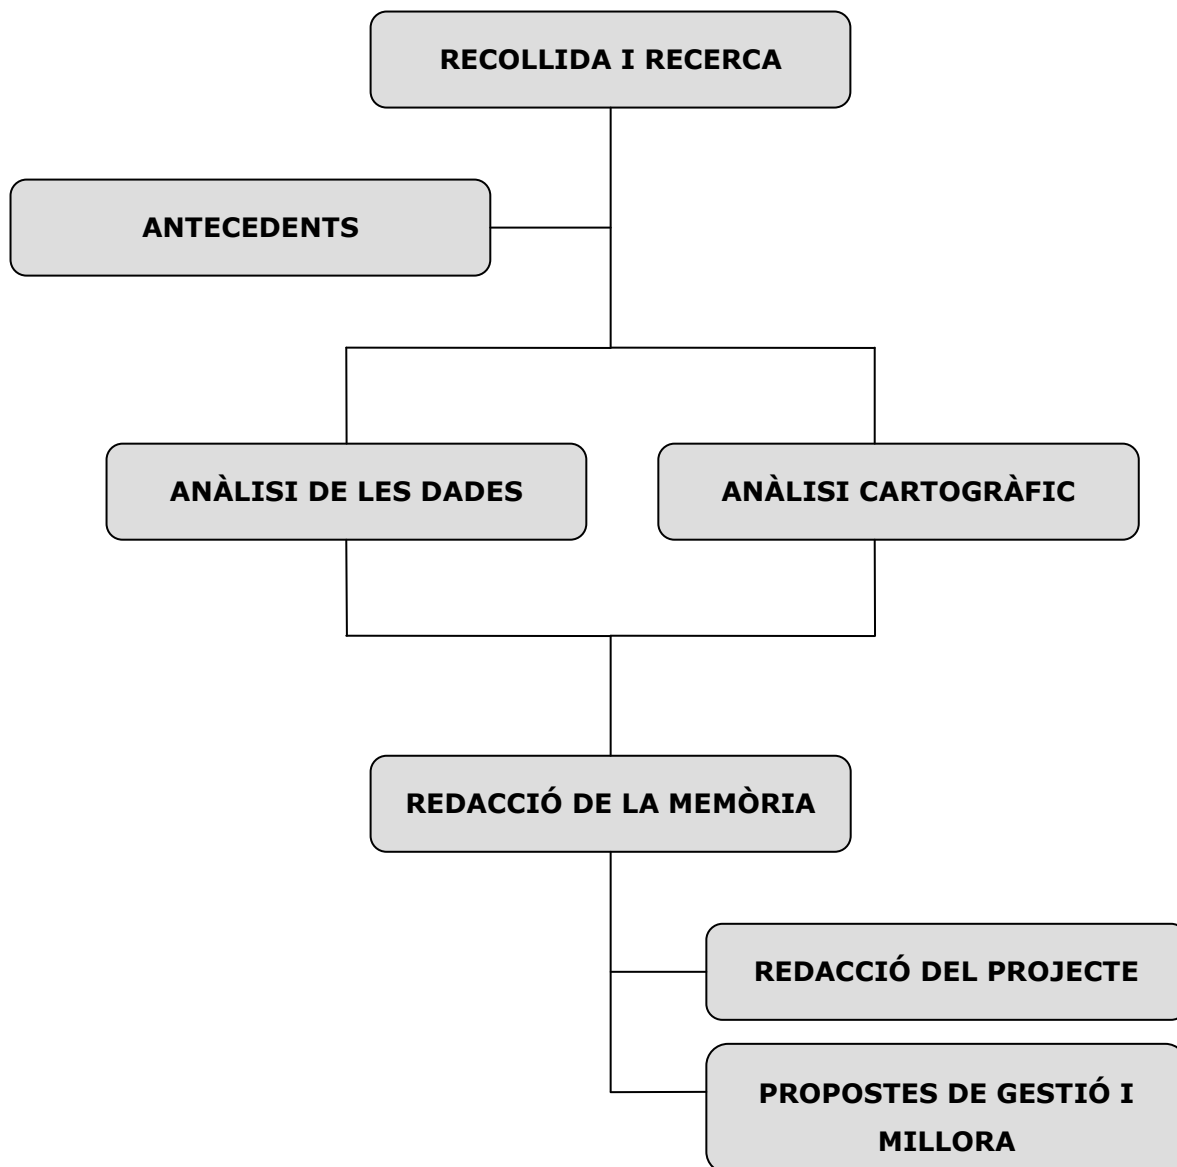 RECOLLIDA I RECERCA
ANTECEDENTS
ANÀLISI DE LES DADES
ANÀLISI CARTOGRÀFIC
REDACCIÓ DE LA MEMÒRIA
REDACCIÓ DEL PROJECTE
PROPOSTES DE GESTIÓ I
MILLORA